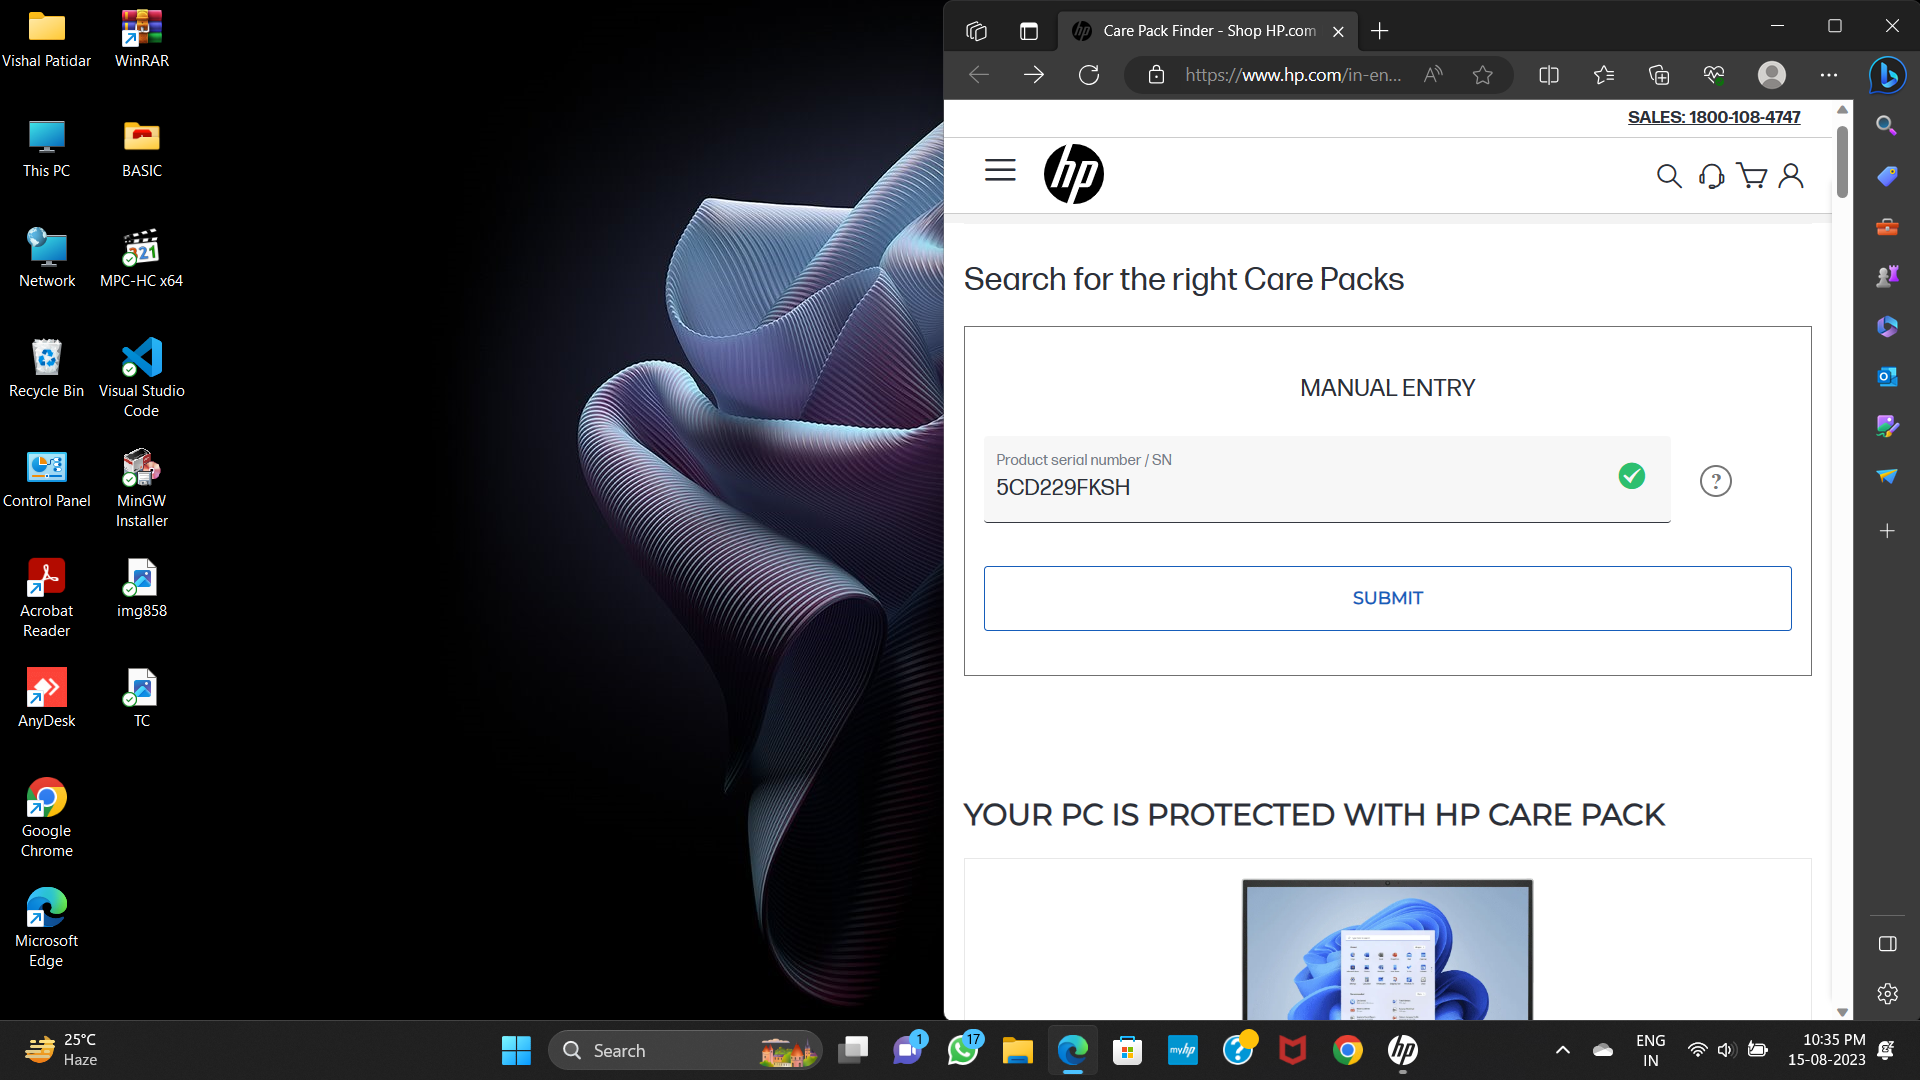 Vishal Patidar
WinRAR
This PC
BASIC
Network
MPC-HC x64
Recycle Bin
Visual Studio
Code
Control Panel
MinGW
Installer
Acrobat
Reader
img858
AnyDesk
TC
Google
Chrome
Microsoft
Edge
Care Pack Finder - Shop HP.com
https://www.hp.com/in-en...
SALES: 1800-108-4747
hp
Search for the right Care Packs
MANUAL ENTRY
Product serial number / SN
5CD229FKSH
?
SUBMIT
YOUR PC IS PROTECTED WITH HP CARE PACK
25°C
Haze
Search
1
17
myhp
?
hp
ENG
IN
10:35 PM
15-08-2023